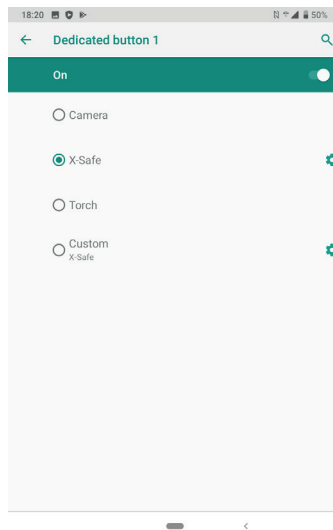 18:20
50%
Dedicated button 1
On
Camera
X-Safe
Torch
Custom
X-Safe